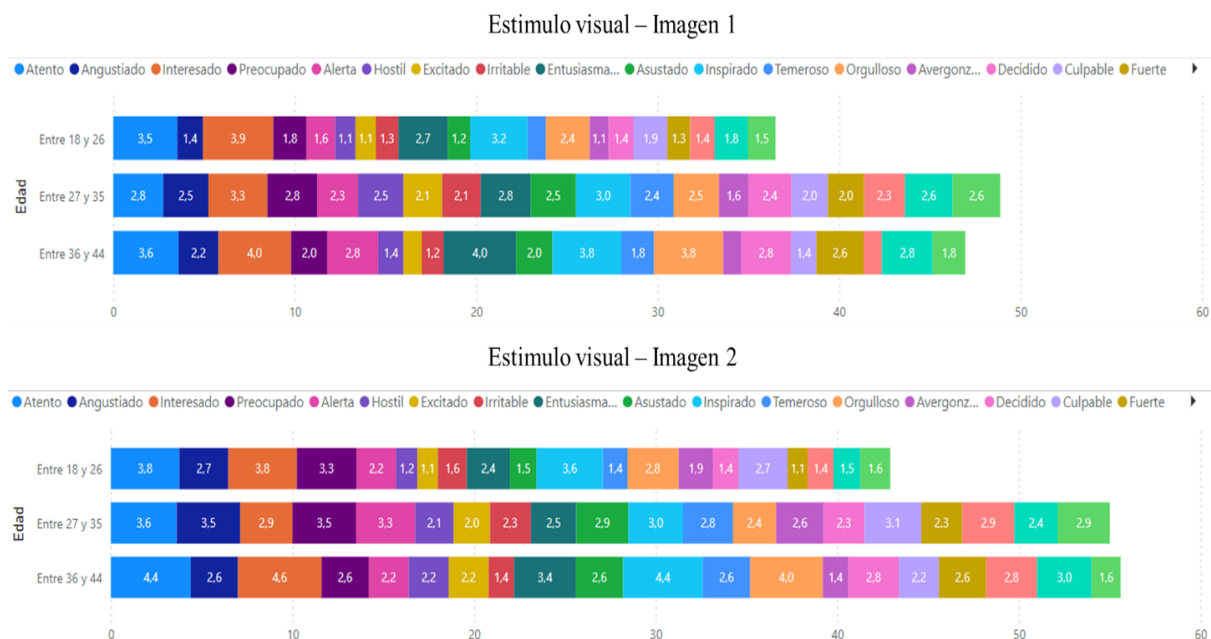 Estimulo visual – Imagen 1
Atento Angustiado Interesado Preocupado Alerta Hostil Excitado Irritable Entusiasma... Asustado Inspirado Temeroso Orgulloso Avergonz... Decidido Culpable Fuerte
Entre 18 y 26 3,5 1,4 3,9 1,8 1,6 1,1 1,1 1,3 2,7 1,2 3,2 2,4 1,1 1,4 1,9 1,3 1,4 1,8 1,5
Edad
Entre 27 y 35 2,8 2,5 3,3 2,8 2,3 2,5 2,1 2,1 2,8 2,5 3,0 2,4 2,5 1,6 2,4 2,0 2,0 2,3 2,6 2,6
Entre 36 y 44 3,6 2,2 4,0 2,0 2,8 1,4 1,2 4,0 2,0 3,8 1,8 3,8 2,8 1,4 2,6 2,8 1,8
0 10 20 30 40 50 60
Estimulo visual – Imagen 2
Atento Angustiado Interesado Preocupado Alerta Hostil Excitado Irritable Entusiasma... Asustado Inspirado Temeroso Orgulloso Avergonz... Decidido Culpable Fuerte
Entre 18 y 26 3,8 2,7 3,8 3,3 2,2 1,2 1,1 1,6 2,4 1,5 3,6 1,4 2,8 1,9 1,4 2,7 1,1 1,4 1,5 1,6
Edad
Entre 27 y 35 3,6 3,5 2,9 3,5 3,3 2,1 2,0 2,3 2,5 2,9 3,0 2,8 2,4 2,6 2,3 3,1 2,3 2,9 2,4 2,9
Entre 36 y 44 4,4 2,6 4,6 2,6 2,2 2,2 2,2 1,4 3,4 2,6 4,4 2,6 4,0 1,4 2,8 2,2 2,6 2,8 3,0 1,6
0 10 20 30 40 50 60